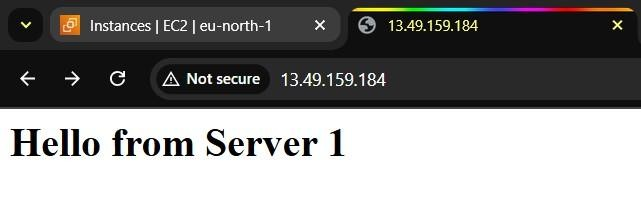 Instances | EC2 | eu-north-1
13.49.159.184
Not secure
13.49.159.184
Hello from Server 1